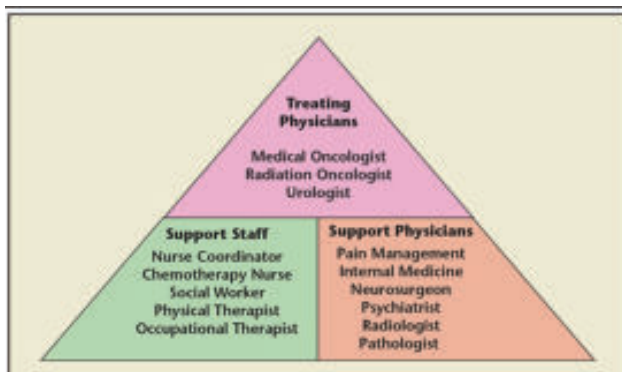 Treating
Physicians
Medical Oncologist
Radiation Oncologist
Urologist
Support Staff
Nurse Coordinator
Chemotherapy Nurse
Social Worker
Physical Therapist
Occupational Therapist
Support Physicians
Pain Management
Internal Medicine
Neurosurgeon
Psychiatrist
Radiologist
Pathologist